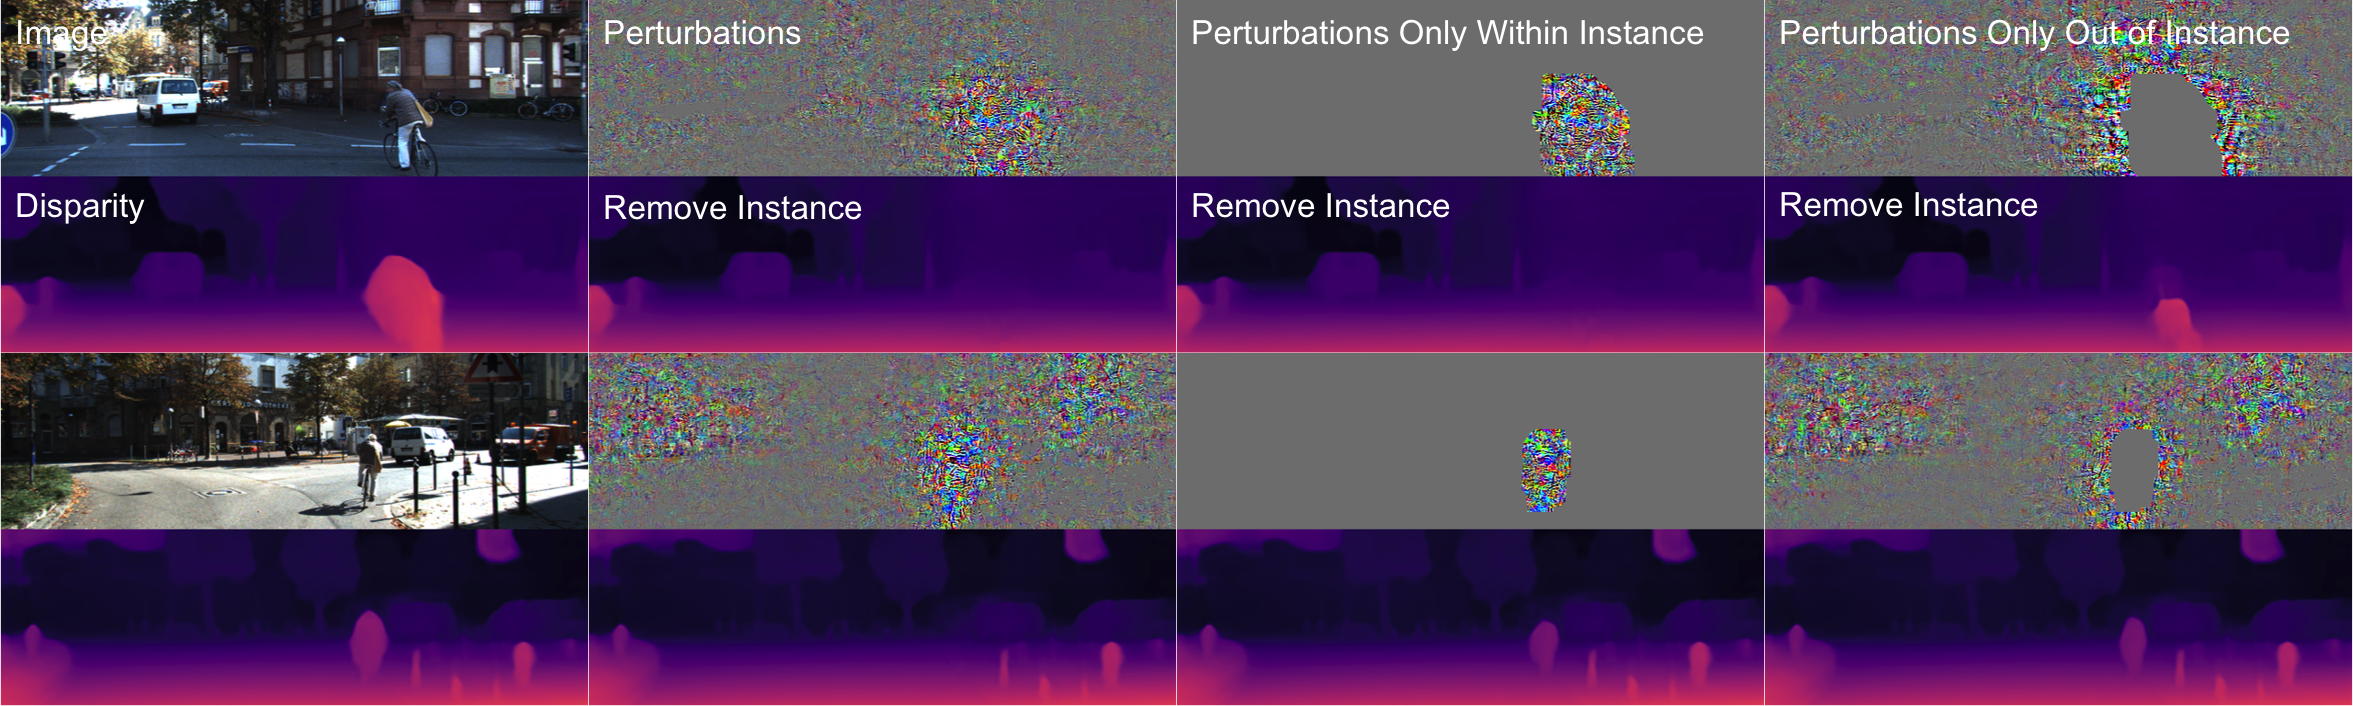 Image
Perturbations
Perturbations Only Within Instance
Perturbations Only Out of Instance
Disparity
Remove Instance
Remove Instance
Remove Instance